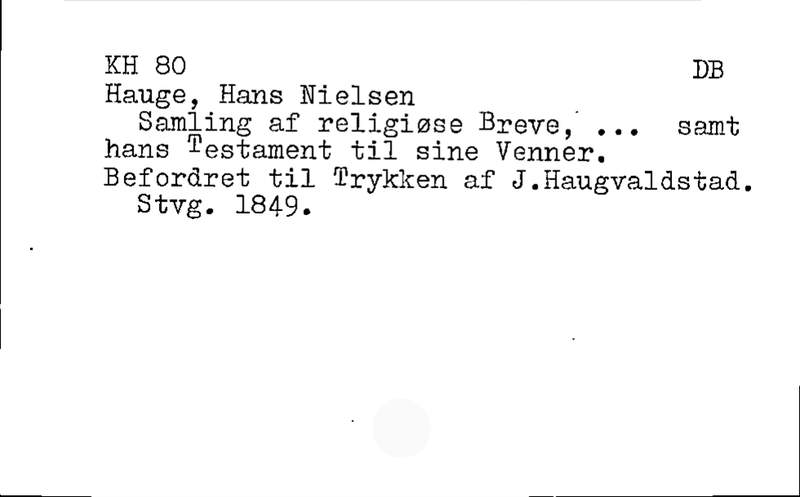 KH 80 DB
Hauge, Hans Nielsen
Samling af religiøse Breve, ... samt
hans Testament til sine Venner.
Befordret til Trykken af J.Haugvaldstad.
Stvg. 1849.